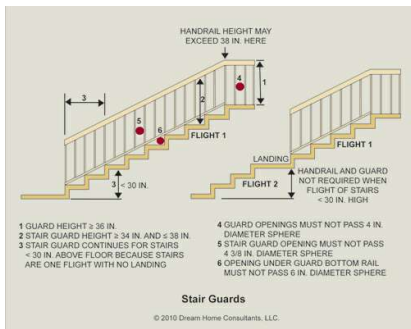 HANDRAIL HEIGHT MAY
EXCEED 38 IN. HERE
4
1
3
2
5
6
FLIGHT 1
FLIGHT 1
LANDING
3
< 30 IN.
FLIGHT 2
HANDRAIL AND GUARD
NOT REQUIRED WHEN
FLIGHT OF STAIRS
< 30 IN. HIGH
1 GUARD HEIGHT ≥ 36 IN.
2 STAIR GUARD HEIGHT ≥ 34 IN. AND ≤ 38 IN.
3 STAIR GUARD CONTINUES FOR STAIRS
< 30 IN. ABOVE FLOOR BECAUSE STAIRS
ARE ONE FLIGHT WITH NO LANDING
4 GUARD OPENINGS MUST NOT PASS 4 IN.
DIAMETER SPHERE
5 STAIR GUARD OPENING MUST NOT PASS
4 3/8 IN. DIAMETER SPHERE
6 OPENING UNDER GUARD BOTTOM RAIL
MUST NOT PASS 6 IN. DIAMETER SPHERE
Stair Guards
© 2010 Dream Home Consultants, LLC.